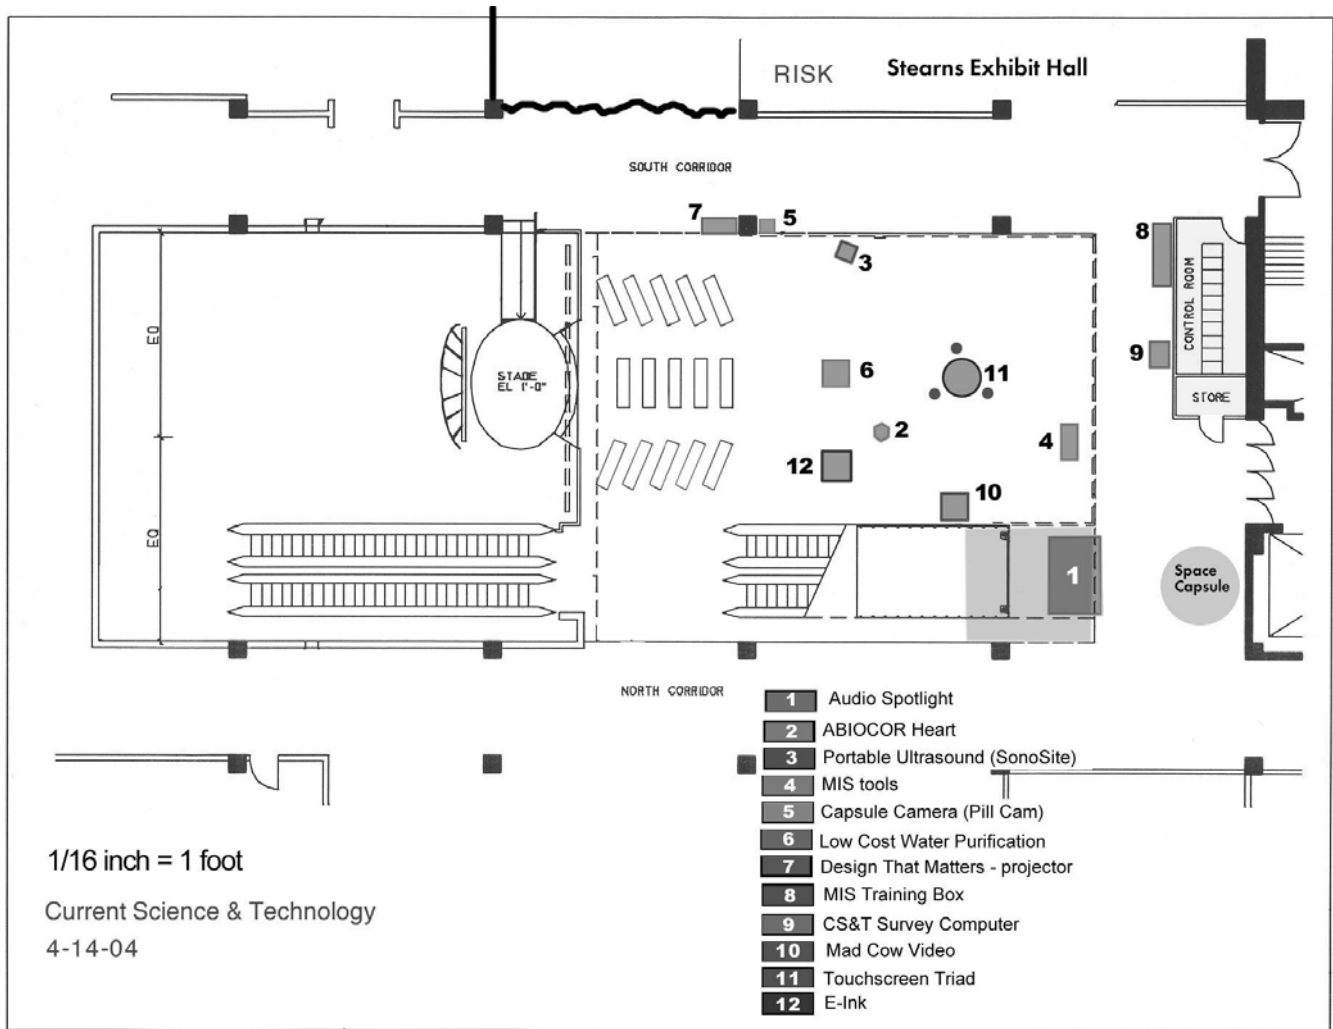 RISK
Stearns Exhibit Hall
SOUTH CORRIDOR
7
5
3
8
CONTROL ROOM
9
STORE
EQ
STAGE
EL 1'-0"
6
11
2
4
12
10
EQ
1
Space
Capsule
NORTH CORRIDOR
1 Audio Spotlight
2 ABIOCOR Heart
3 Portable Ultrasound (SonoSite)
4 MIS tools
5 Capsule Camera (Pill Cam)
6 Low Cost Water Purification
7 Design That Matters - projector
8 MIS Training Box
9 CS&T Survey Computer
10 Mad Cow Video
11 Touchscreen Triad
12 E-Ink
1/16 inch = 1 foot
Current Science & Technology
4-14-04